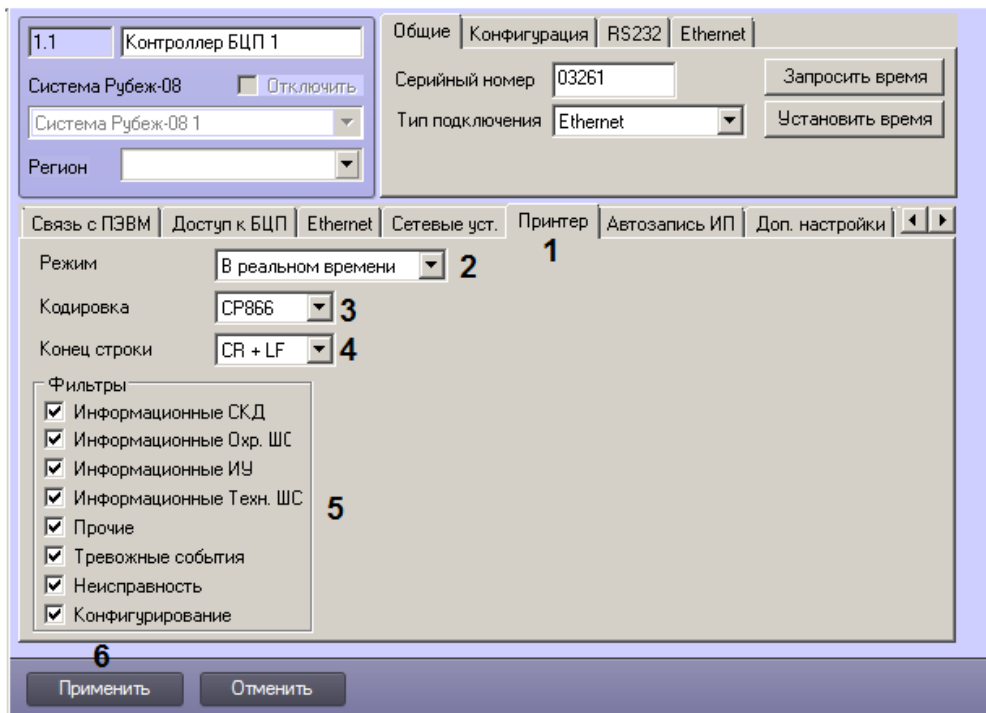 1.1 Контроллер БЦП 1
Система Рубеж-08 Отключить
Система Рубеж-08 1
Регион
Общие Конфигурация RS232 Ethernet
Серийный номер 03261 Запросить время
Тип подключения Ethernet Установить время
Связь с ПЭВМ Доступ к БЦП Ethernet Сетевые уст. Принтер Автозапись ИП Доп. настройки
1
Режим В реальном времени 2
Кодировка CP866 3
Конец строки CR + LF 4
Фильтры
Информационные СКД
Информационные Охр. ШС
Информационные ИУ
Информационные Техн. ШС
5
Прочие
Тревожные события
Неисправность
Конфигурирование
6
Применить Отменить